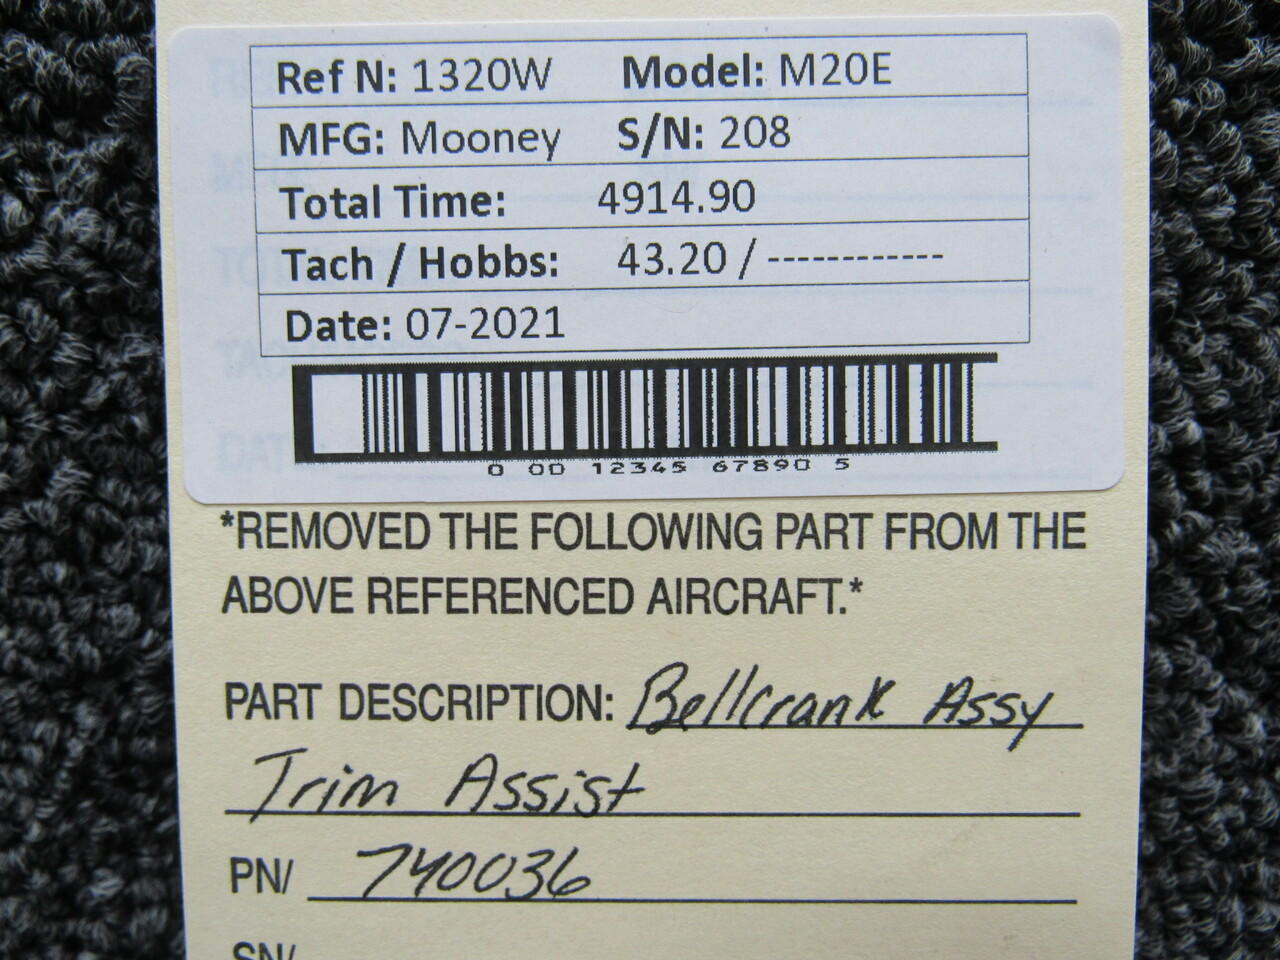 Ref N: 1320W Model: M20E
MFG: Mooney S/N: 208
Total Time: 4914.90
Tach / Hobbs: 43.20 / ------------
Date: 07-2021
0 00 12345 67890 5
*REMOVED THE FOLLOWING PART FROM THE
ABOVE REFERENCED AIRCRAFT.*
PART DESCRIPTION: Bellcrank Assy
Trim Assist
PN/ 740036
SN/